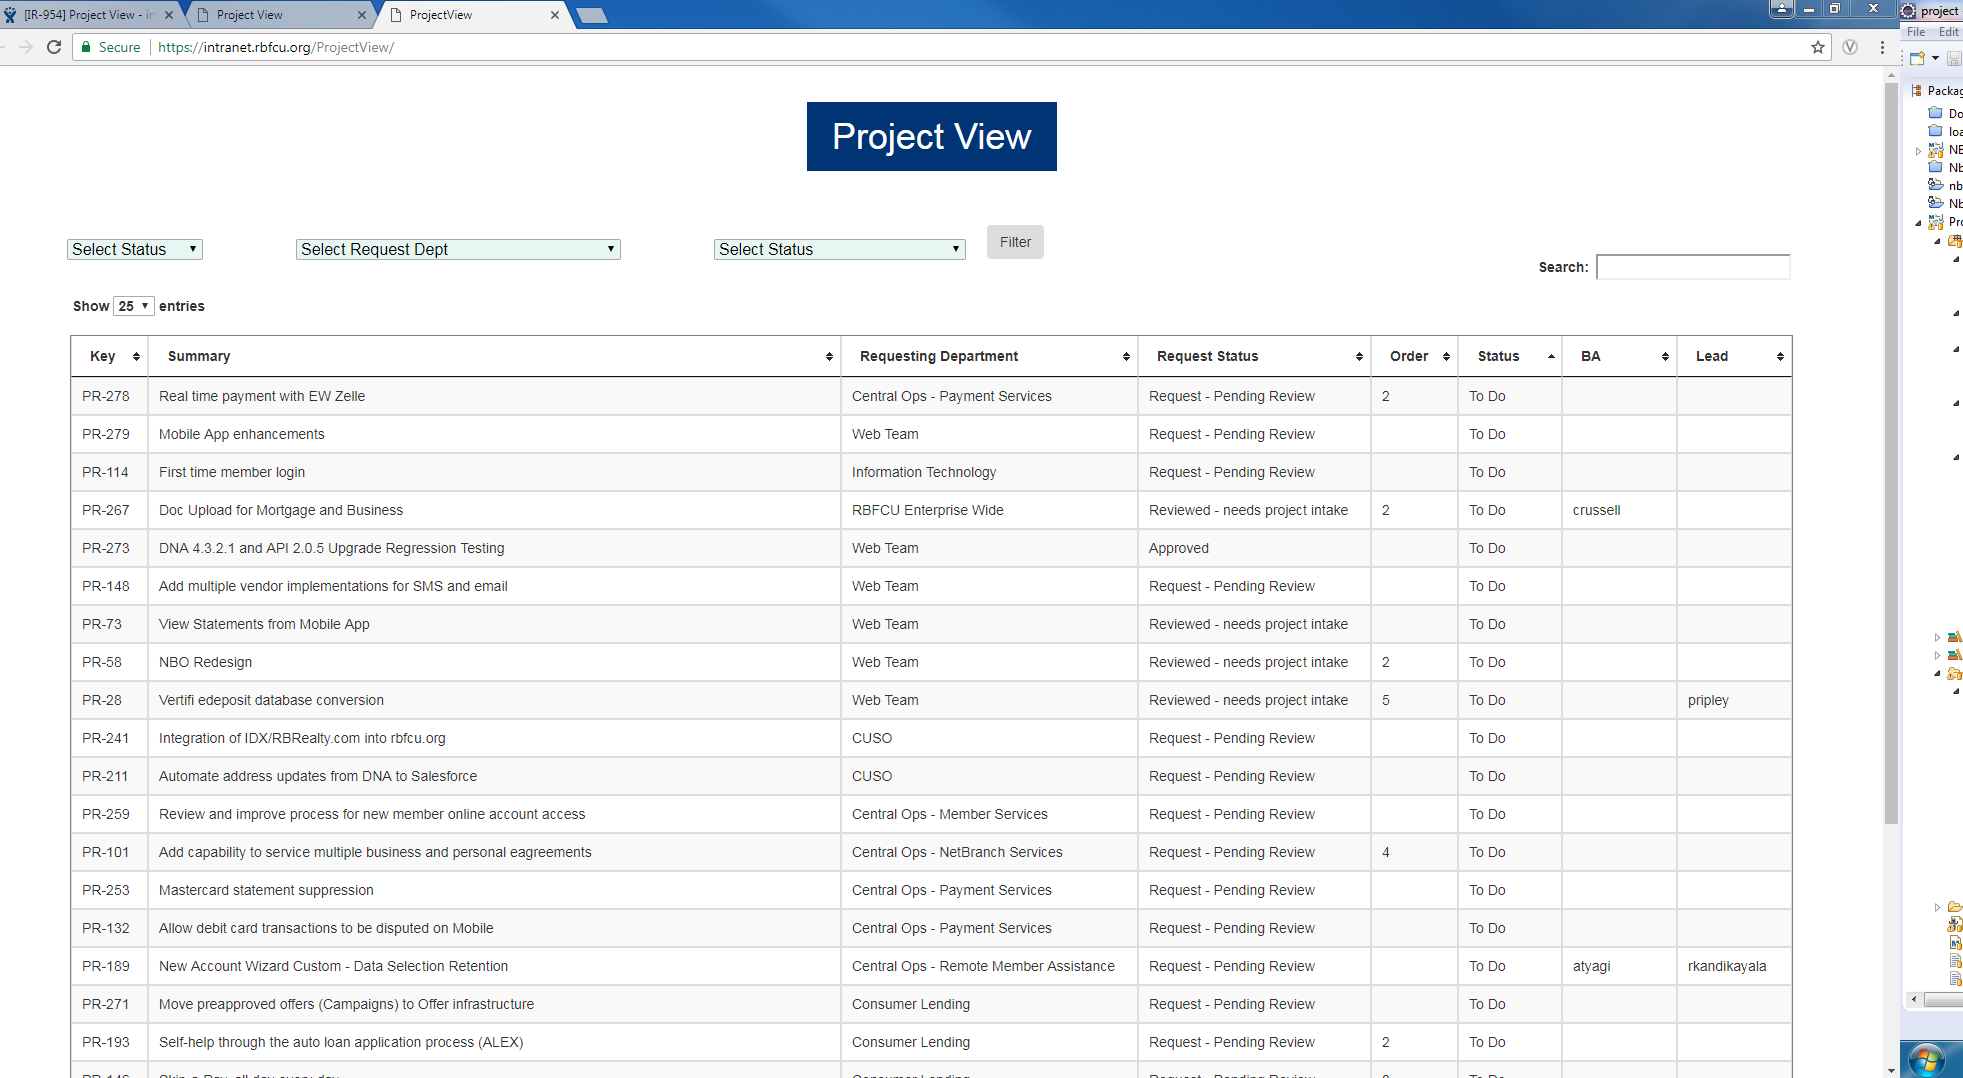 [IR-954] Project View - in
Project View
ProjectView
project
Secure https://intranet.rbfcu.org/ProjectView/
File Edit
Packag
Project View
Select Status
Select Request Dept
Select Status
Filter
Search:
Show 25 entries
Key Summary Requesting Department Request Status Order Status BA Lead
PR-278 Real time payment with EW Zelle Central Ops - Payment Services Request - Pending Review 2 To Do
PR-279 Mobile App enhancements Web Team Request - Pending Review To Do
PR-114 First time member login Information Technology Request - Pending Review To Do
PR-267 Doc Upload for Mortgage and Business RBFCU Enterprise Wide Reviewed - needs project intake 2 To Do crussell
PR-273 DNA 4.3.2.1 and API 2.0.5 Upgrade Regression Testing Web Team Approved To Do
PR-148 Add multiple vendor implementations for SMS and email Web Team Request - Pending Review To Do
PR-73 View Statements from Mobile App Web Team Reviewed - needs project intake To Do
PR-58 NBO Redesign Web Team Reviewed - needs project intake 2 To Do
PR-28 Vertifi edeposit database conversion Web Team Reviewed - needs project intake 5 To Do pripley
PR-241 Integration of IDX/RBRealty.com into rbfcu.org CUSO Request - Pending Review To Do
PR-211 Automate address updates from DNA to Salesforce CUSO Request - Pending Review To Do
PR-259 Review and improve process for new member online account access Central Ops - Member Services Request - Pending Review To Do
PR-101 Add capability to service multiple business and personal eagreements Central Ops - NetBranch Services Request - Pending Review 4 To Do
PR-253 Mastercard statement suppression Central Ops - Payment Services Request - Pending Review To Do
PR-132 Allow debit card transactions to be disputed on Mobile Central Ops - Payment Services Request - Pending Review To Do
PR-189 New Account Wizard Custom - Data Selection Retention Central Ops - Remote Member Assistance Request - Pending Review To Do atyagi rkandikayala
PR-271 Move preapproved offers (Campaigns) to Offer infrastructure Consumer Lending Request - Pending Review To Do
PR-193 Self-help through the auto loan application process (ALEX) Consumer Lending Request - Pending Review 2 To Do
Do
loa
NB
Nb
nb
Nb
Pro